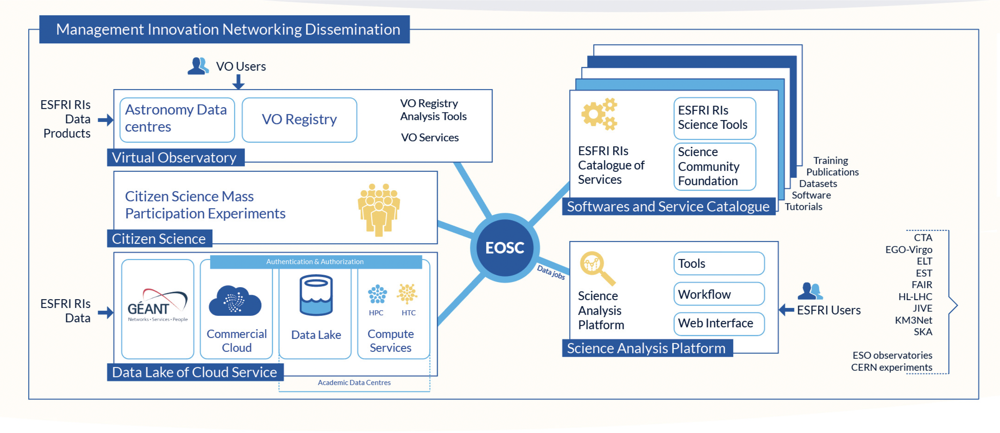 Management Innovation Networking Dissemination
VO Users
ESFRI RIs
Data
Products
Astronomy Data
centres
VO Registry
VO Registry
Analysis Tools
VO Services
Virtual Observatory
Citizen Science Mass
Participation Experiments
Citizen Science
ESFRI RIs
Data
Authentication & Authorization
GÉANT
Networks • Services • People
Commercial
Cloud
Data Lake
HPC
HTC
Compute
Services
Data Lake of Cloud Service
Academic Data Centres
EOSC
Data jobs
ESFRI RIs
Catalogue of
Services
ESFRI RIs
Science Tools
Science
Community
Foundation
Softwares and Service Catalogue
Training
Publications
Datasets
Software
Tutorials
Science
Analysis
Platform
Tools
Workflow
Web Interface
Science Analysis Platform
ESFRI Users
CTA
EGO-Virgo
ELT
EST
FAIR
HL-LHC
JIVE
KM3Net
SKA
ESO observatories
CERN experiments